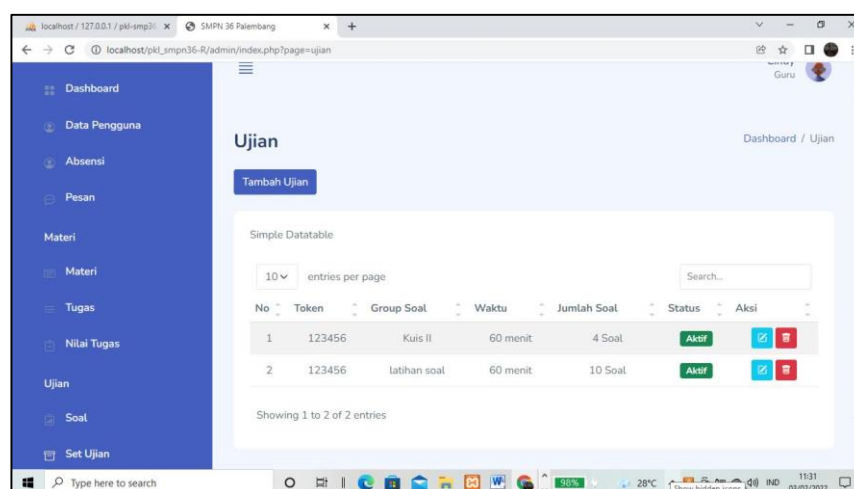 localhost / 127.0.0.1 / pkl-smp36 SMPN 36 Palembang
localhost/pkl_smpn36-R/admin/index.php?page=ujian
Cindy
Guru
Dashboard
Data Pengguna
Absensi
Pesan
Materi
Materi
Tugas
Nilai Tugas
Ujian
Soal
Set Ujian
Ujian
Dashboard / Ujian
Tambah Ujian
Simple Datatable
10 entries per page Search...
No Token Group Soal Waktu Jumlah Soal Status Aksi
1 123456 Kuis II 60 menit 4 Soal Aktif
2 123456 latihan soal 60 menit 10 Soal Aktif
Showing 1 to 2 of 2 entries
Type here to search 98% 28°C IND 11:31
Show hidden icons